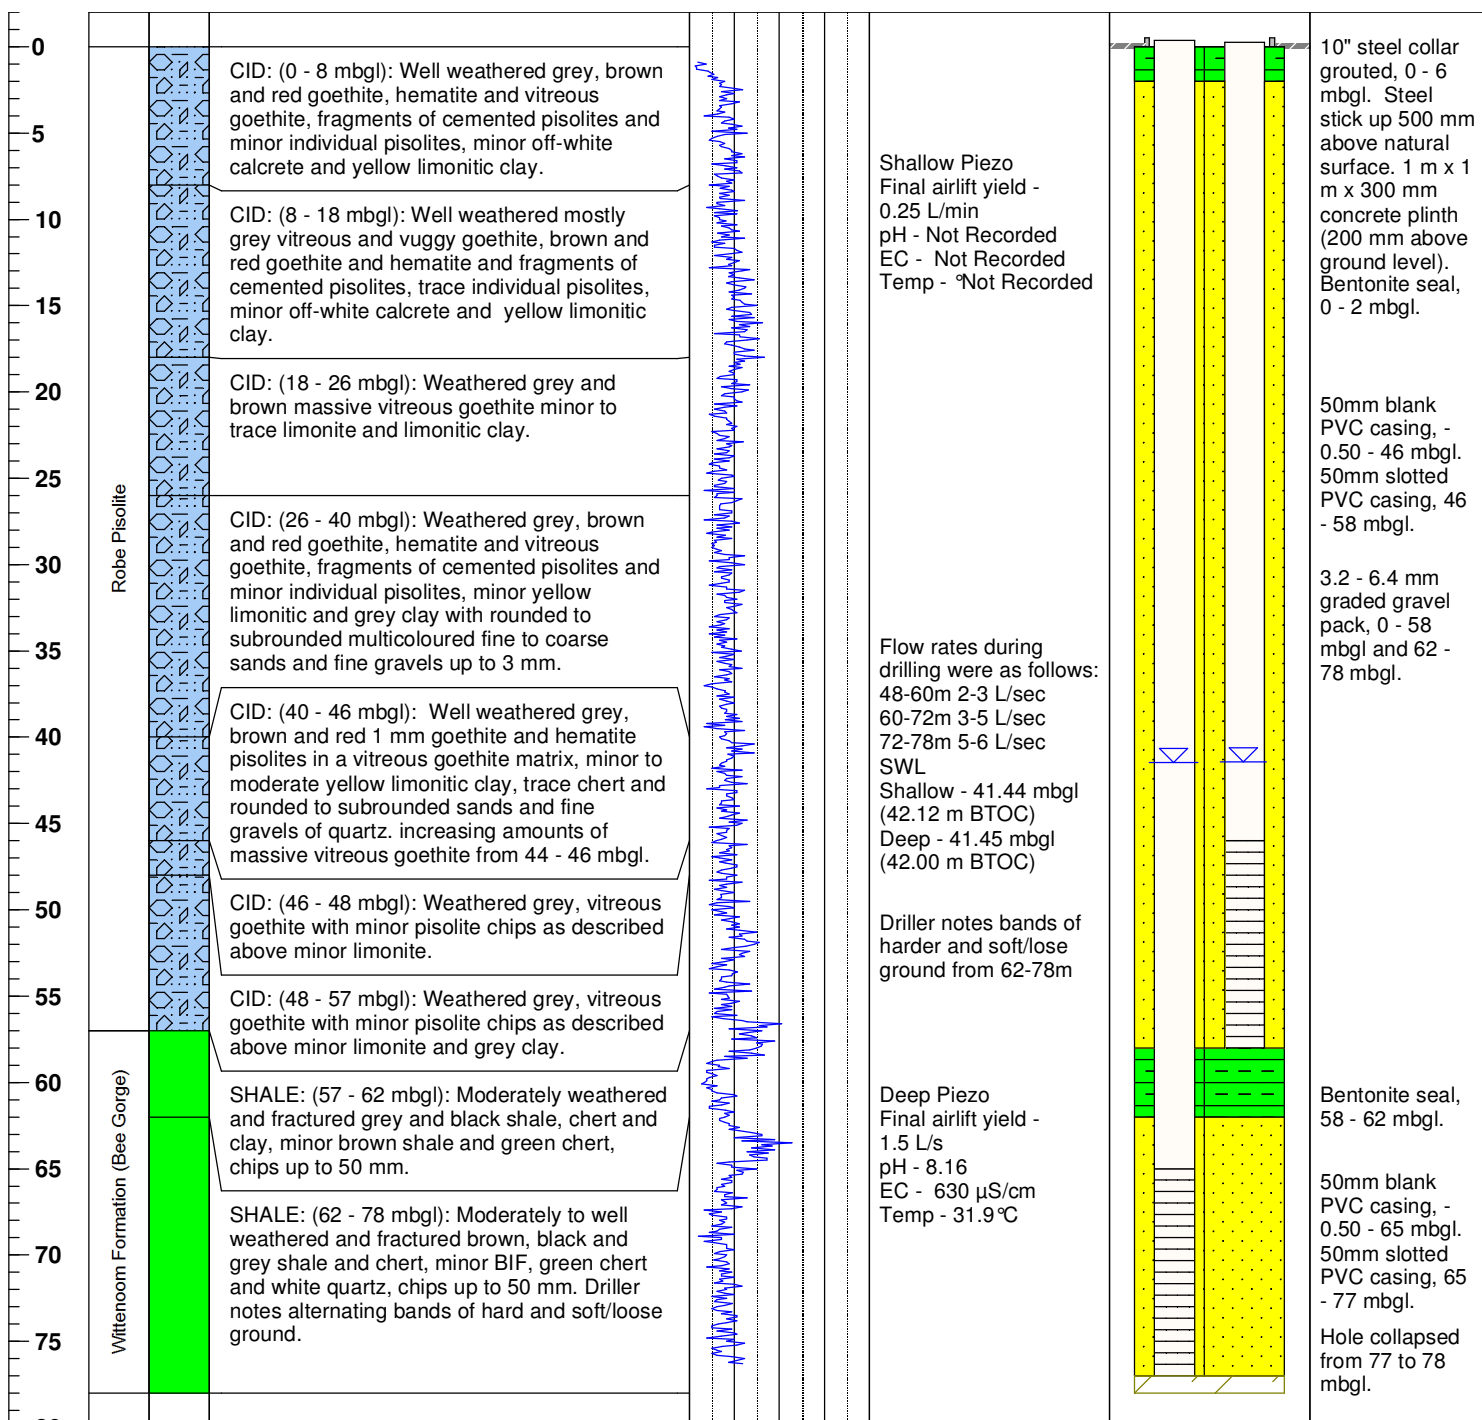 0
5
10
15
20
25
30
35
40
45
50
55
60
65
70
75
Robe Pisolite
Wittenoom Formation (Bee Gorge)
CID: (0 - 8 mbgl): Well weathered grey, brown
and red goethite, hematite and vitreous
goethite, fragments of cemented pisolites and
minor individual pisolites, minor off-white
calcrete and yellow limonitic clay.
CID: (8 - 18 mbgl): Well weathered mostly
grey vitreous and vuggy goethite, brown and
red goethite and hematite and fragments of
cemented pisolites, trace individual pisolites,
minor off-white calcrete and yellow limonitic
clay.
CID: (18 - 26 mbgl): Weathered grey and
brown massive vitreous goethite minor to
trace limonite and limonitic clay.
CID: (26 - 40 mbgl): Weathered grey, brown
and red goethite, hematite and vitreous
goethite, fragments of cemented pisolites and
minor individual pisolites, minor yellow
limonitic and grey clay with rounded to
subrounded multicoloured fine to coarse
sands and fine gravels up to 3 mm.
CID: (40 - 46 mbgl): Well weathered grey,
brown and red 1 mm goethite and hematite
pisolites in a vitreous goethite matrix, minor to
moderate yellow limonitic clay, trace chert and
rounded to subrounded sands and fine
gravels of quartz. increasing amounts of
massive vitreous goethite from 44 - 46 mbgl.
CID: (46 - 48 mbgl): Weathered grey, vitreous
goethite with minor pisolite chips as described
above minor limonite.
CID: (48 - 57 mbgl): Weathered grey, vitreous
goethite with minor pisolite chips as described
above minor limonite and grey clay.
SHALE: (57 - 62 mbgl): Moderately weathered
and fractured grey and black shale, chert and
clay, minor brown shale and green chert,
chips up to 50 mm.
SHALE: (62 - 78 mbgl): Moderately to well
weathered and fractured brown, black and
grey shale and chert, minor BIF, green chert
and white quartz, chips up to 50 mm. Driller
notes alternating bands of hard and soft/loose
ground.
Shallow Piezo
Final airlift yield -
0.25 L/min
pH - Not Recorded
EC - Not Recorded
Temp - °Not Recorded
Flow rates during
drilling were as follows:
48-60m 2-3 L/sec
60-72m 3-5 L/sec
72-78m 5-6 L/sec
SWL
Shallow - 41.44 mbgl
(42.12 m BTOC)
Deep - 41.45 mbgl
(42.00 m BTOC)
Driller notes bands of
harder and soft/lose
ground from 62-78m
Deep Piezo
Final airlift yield -
1.5 L/s
pH - 8.16
EC - 630 µS/cm
Temp - 31.9°C
10" steel collar
grouted, 0 - 6
mbgl. Steel
stick up 500 mm
above natural
surface. 1 m x 1
m x 300 mm
concrete plinth
(200 mm above
ground level).
Bentonite seal,
0 - 2 mbgl.
50mm blank
PVC casing, -
0.50 - 46 mbgl.
50mm slotted
PVC casing, 46
- 58 mbgl.
3.2 - 6.4 mm
graded gravel
pack, 0 - 58
mbgl and 62 -
78 mbgl.
Bentonite seal,
58 - 62 mbgl.
50mm blank
PVC casing, -
0.50 - 65 mbgl.
50mm slotted
PVC casing, 65
- 77 mbgl.
Hole collapsed
from 77 to 78
mbgl.